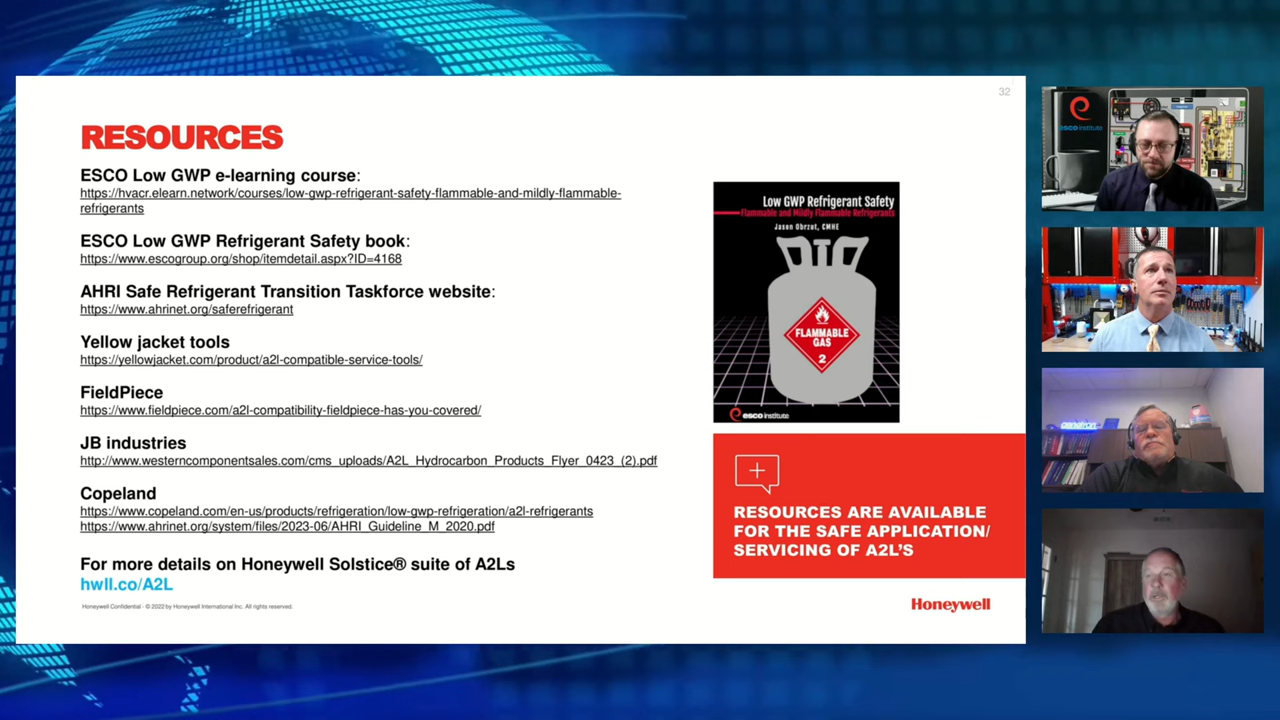 32
RESOURCES
ESCO Low GWP e-learning course:
https://hvacr.elearn.network/courses/low-gwp-refrigerant-safety-flammable-and-mildly-flammable-
refrigerants
ESCO Low GWP Refrigerant Safety book:
https://www.escogroup.org/shop/itemdetail.aspx?ID=4168
AHRI Safe Refrigerant Transition Taskforce website:
https://www.ahrinet.org/saferefrigerant
Yellow jacket tools
https://yellowjacket.com/product/a2l-compatible-service-tools/
FieldPiece
https://www.fieldpiece.com/a2l-compatibility-fieldpiece-has-you-covered/
JB industries
http://www.westerncomponentsales.com/cms_uploads/A2L_Hydrocarbon_Products_Flyer_0423_(2).pdf
Copeland
https://www.copeland.com/en-us/products/refrigeration/low-gwp-refrigeration/a2l-refrigerants
https://www.ahrinet.org/system/files/2023-06/AHRI_Guideline_M_2020.pdf
For more details on Honeywell Solstice® suite of A2Ls
hwll.co/A2L
Honeywell Confidential - © 2022 by Honeywell International Inc. All rights reserved.
Low GWP Refrigerant Safety
Flammable and Mildly Flammable Refrigerants
Jason Obrzut, CMHE
FLAMMABLE
GAS
2
esco institute
RESOURCES ARE AVAILABLE
FOR THE SAFE APPLICATION/
SERVICING OF A2L'S
Honeywell
esco institute